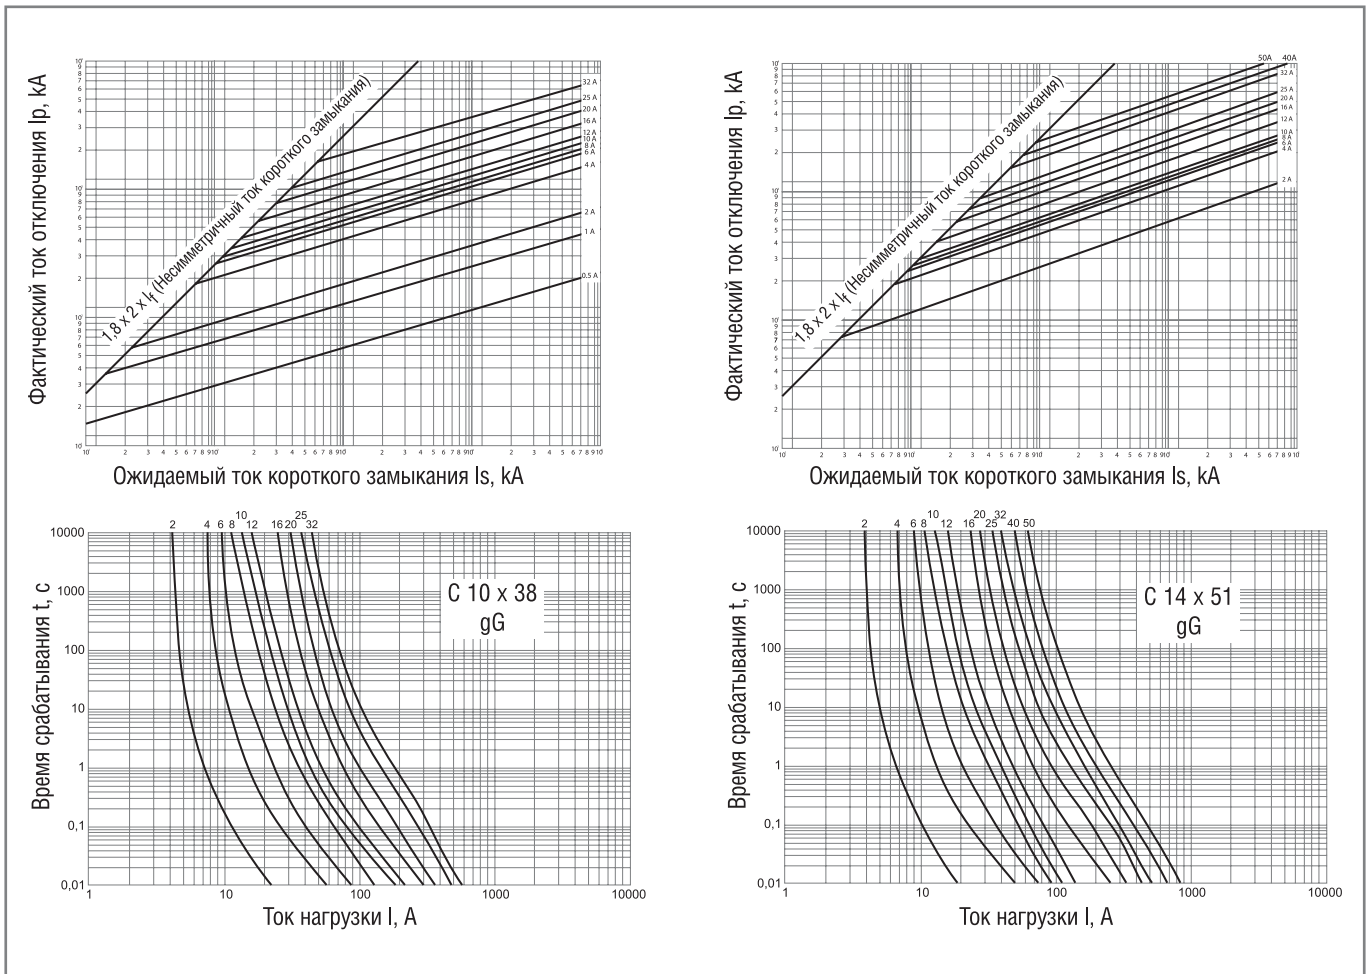 Фактический ток отключения Ip, kA
1,8 x 2 x If (Несимметричный ток короткого замыкания)
32 A
25 A
20 A
16 A
12 A
10 A
8 A
6 A
4 A
2 A
1 A
0.5 A
Ожидаемый ток короткого замыкания Is, kA
Фактический ток отключения Ip, kA
1,8 x 2 x If (Несимметричный ток короткого замыкания)
50A 40A
32 A
25 A
20 A
16 A
12 A
10 A
8 A
6 A
4 A
2 A
Ожидаемый ток короткого замыкания Is, kA
Время срабатывания t, c
2 4 6 8 10 12 16 20 25 32
10000
1000
100
10
1
0,1
0,01
C 10 x 38
gG
1 10 100 1000 10000
Ток нагрузки I, A
Время срабатывания t, c
2 4 6 8 10 12 16 20 25 32 40 50
10000
1000
100
10
1
0,1
0,01
C 14 x 51
gG
1 10 100 1000 10000
Ток нагрузки I, A